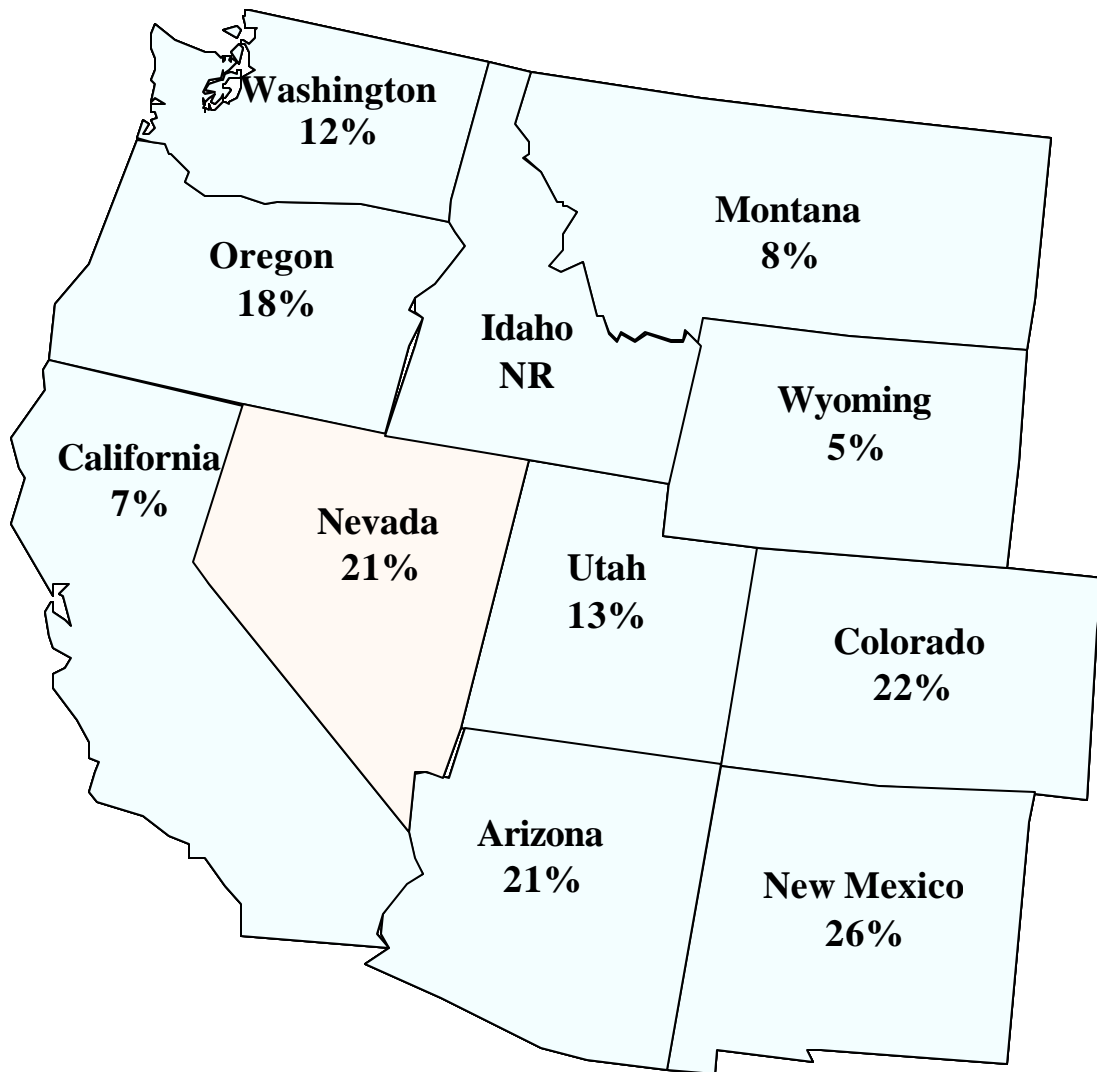 Washington
12%
Montana
8%
Oregon
18%
Idaho
NR
Wyoming
5%
California
7%
Nevada
21%
Utah
13%
Colorado
22%
Arizona
21%
New Mexico
26%